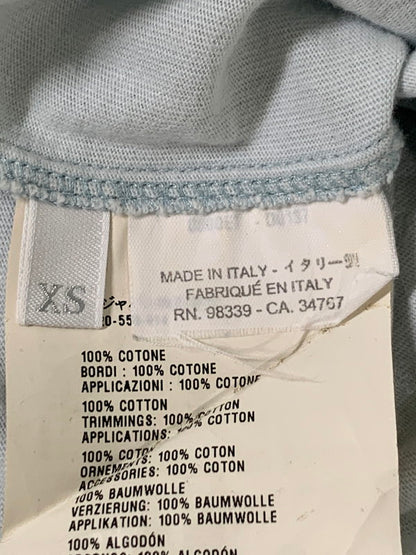 XS
MADE IN ITALY - イタリー製
FABRIQUÉ EN ITALY
RN. 98339 - CA. 34767
100% COTONE
BORDI : 100% COTONE
APPLICAZIONI : 100% COTONE
100% COTTON
TRIMMINGS: 100% COTTON
APPLICATIONS: 100% COTTON
100% COTON
ORNEMENTS: 100% COTON
ACCESSORIES: 100% COTON
100% BAUMWOLLE
VERZIERUNG: 100% BAUMWOLLE
APPLIKATION: 100% BAUMWOLLE
100% ALGODÓN